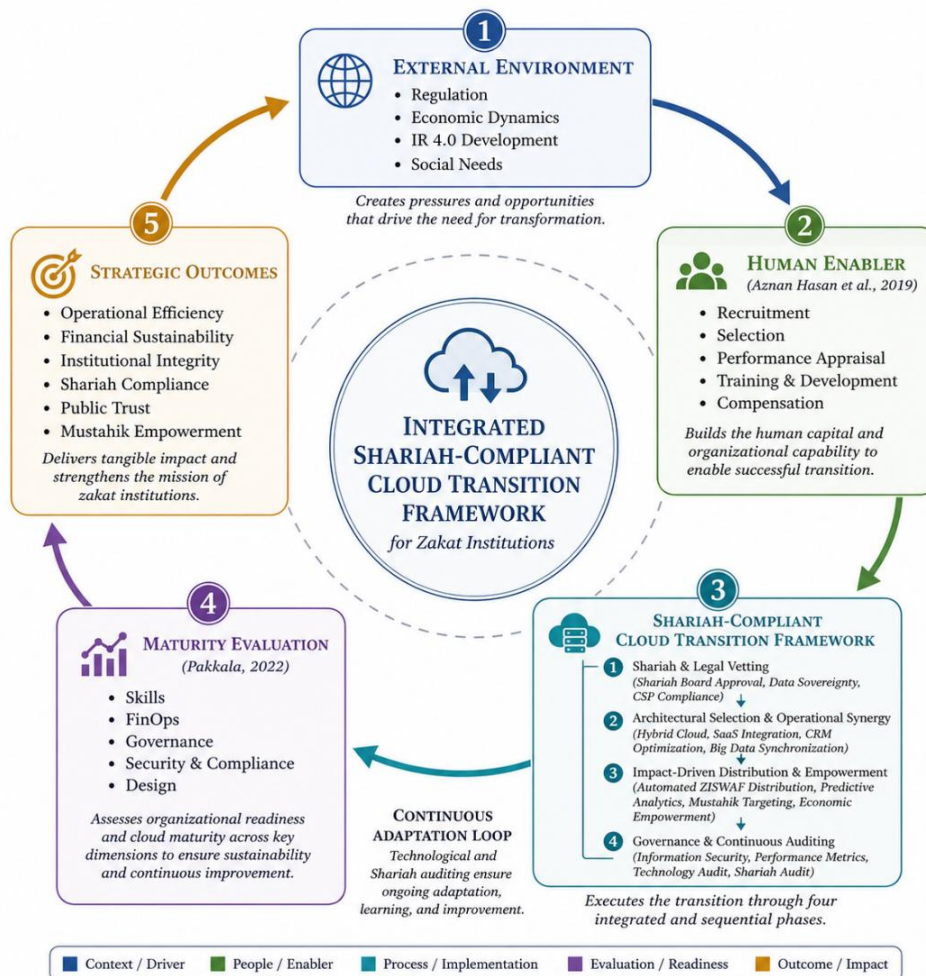 1
EXTERNAL ENVIRONMENT
• Regulation
• Economic Dynamics
• IR 4.0 Development
• Social Needs
Creates pressures and opportunities
that drive the need for transformation.
2
HUMAN ENABLER
(Aznan Hasan et al., 2019)
• Recruitment
• Selection
• Performance Appraisal
• Training & Development
• Compensation
Builds the human capital and
organizational capability to
enable successful transition.
3
SHARIAH-COMPLIANT
CLOUD TRANSITION FRAMEWORK
1 Shariah & Legal Vetting
(Shariah Board Approval, Data Sovereignty,
CSP Compliance)
2 Architectural Selection & Operational Synergy
(Hybrid Cloud, SaaS Integration, CRM
Optimization, Big Data Synchronization)
3 Impact-Driven Distribution & Empowerment
(Automated ZISWAF Distribution, Predictive
Analytics, Mustahik Targeting, Economic
Empowerment)
4 Governance & Continuous Auditing
(Information Security, Performance Metrics,
Technology Audit, Shariah Audit)
Executes the transition through four
integrated and sequential phases.
4
MATURITY EVALUATION
(Pakkala, 2022)
• Skills
• FinOps
• Governance
• Security & Compliance
• Design
Assesses organizational readiness
and cloud maturity across key
dimensions to ensure sustainability
and continuous improvement.
5
STRATEGIC OUTCOMES
• Operational Efficiency
• Financial Sustainability
• Institutional Integrity
• Shariah Compliance
• Public Trust
• Mustahik Empowerment
Delivers tangible impact and
strengthens the mission of
zakat institutions.
INTEGRATED
SHARIAH-COMPLIANT
CLOUD TRANSITION
FRAMEWORK
for Zakat Institutions
CONTINUOUS
ADAPTATION LOOP
Technological and
Shariah auditing ensure
ongoing adaptation,
learning, and improvement.
Context / Driver
People / Enabler
Process / Implementation
Evaluation / Readiness
Outcome / Impact